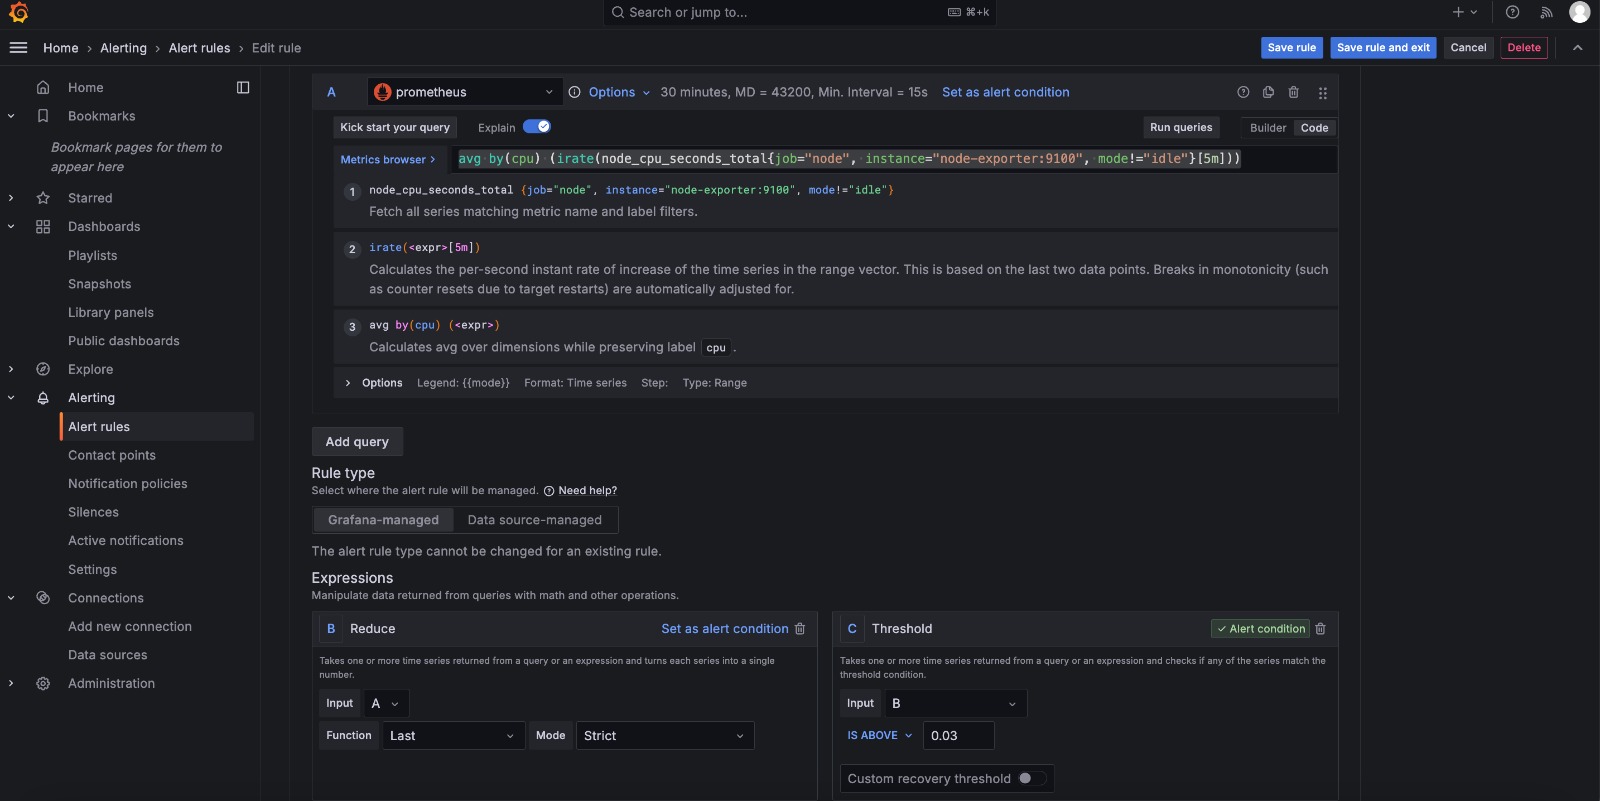 Search or jump to...
⌘+k
Home › Alerting › Alert rules › Edit rule
Save rule
Save rule and exit
Cancel
Delete
Home
Bookmarks
Bookmark pages for them to
appear here
Starred
Dashboards
Playlists
Snapshots
Library panels
Public dashboards
Explore
Alerting
Alert rules
Contact points
Notification policies
Silences
Active notifications
Settings
Connections
Add new connection
Data sources
Administration
A
prometheus
Options
30 minutes, MD = 43200, Min. Interval = 15s
Set as alert condition
Kick start your query
Explain
Run queries
Builder
Code
Metrics browser >
avg by(cpu) (irate(node_cpu_seconds_total{job="node", instance="node-exporter:9100", mode!="idle"}[5m]))
1
node_cpu_seconds_total {job="node", instance="node-exporter:9100", mode!="idle"}
Fetch all series matching metric name and label filters.
2
irate(<expr>[5m])
Calculates the per-second instant rate of increase of the time series in the range vector. This is based on the last two data points. Breaks in monotonicity (such
as counter resets due to target restarts) are automatically adjusted for.
3
avg by(cpu) (<expr>)
Calculates avg over dimensions while preserving label cpu .
Options
Legend: {{mode}}
Format: Time series
Step:
Type: Range
Add query
Rule type
Select where the alert rule will be managed.
Need help?
Grafana-managed
Data source-managed
The alert rule type cannot be changed for an existing rule.
Expressions
Manipulate data returned from queries with math and other operations.
B
Reduce
Set as alert condition
Takes one or more time series returned from a query or an expression and turns each series into a single
number.
Input
A
Function
Last
Mode
Strict
C
Threshold
✓ Alert condition
Takes one or more time series returned from a query or an expression and checks if any of the series match the
threshold condition.
Input
B
IS ABOVE
0.03
Custom recovery threshold